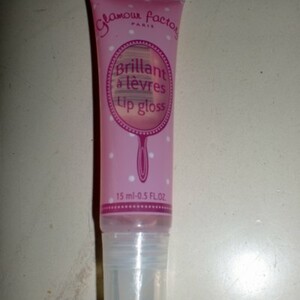 Glamour Factory
PARIS
Brillant
à lèvres
Lip gloss
15 ml-0.5 FL.OZ